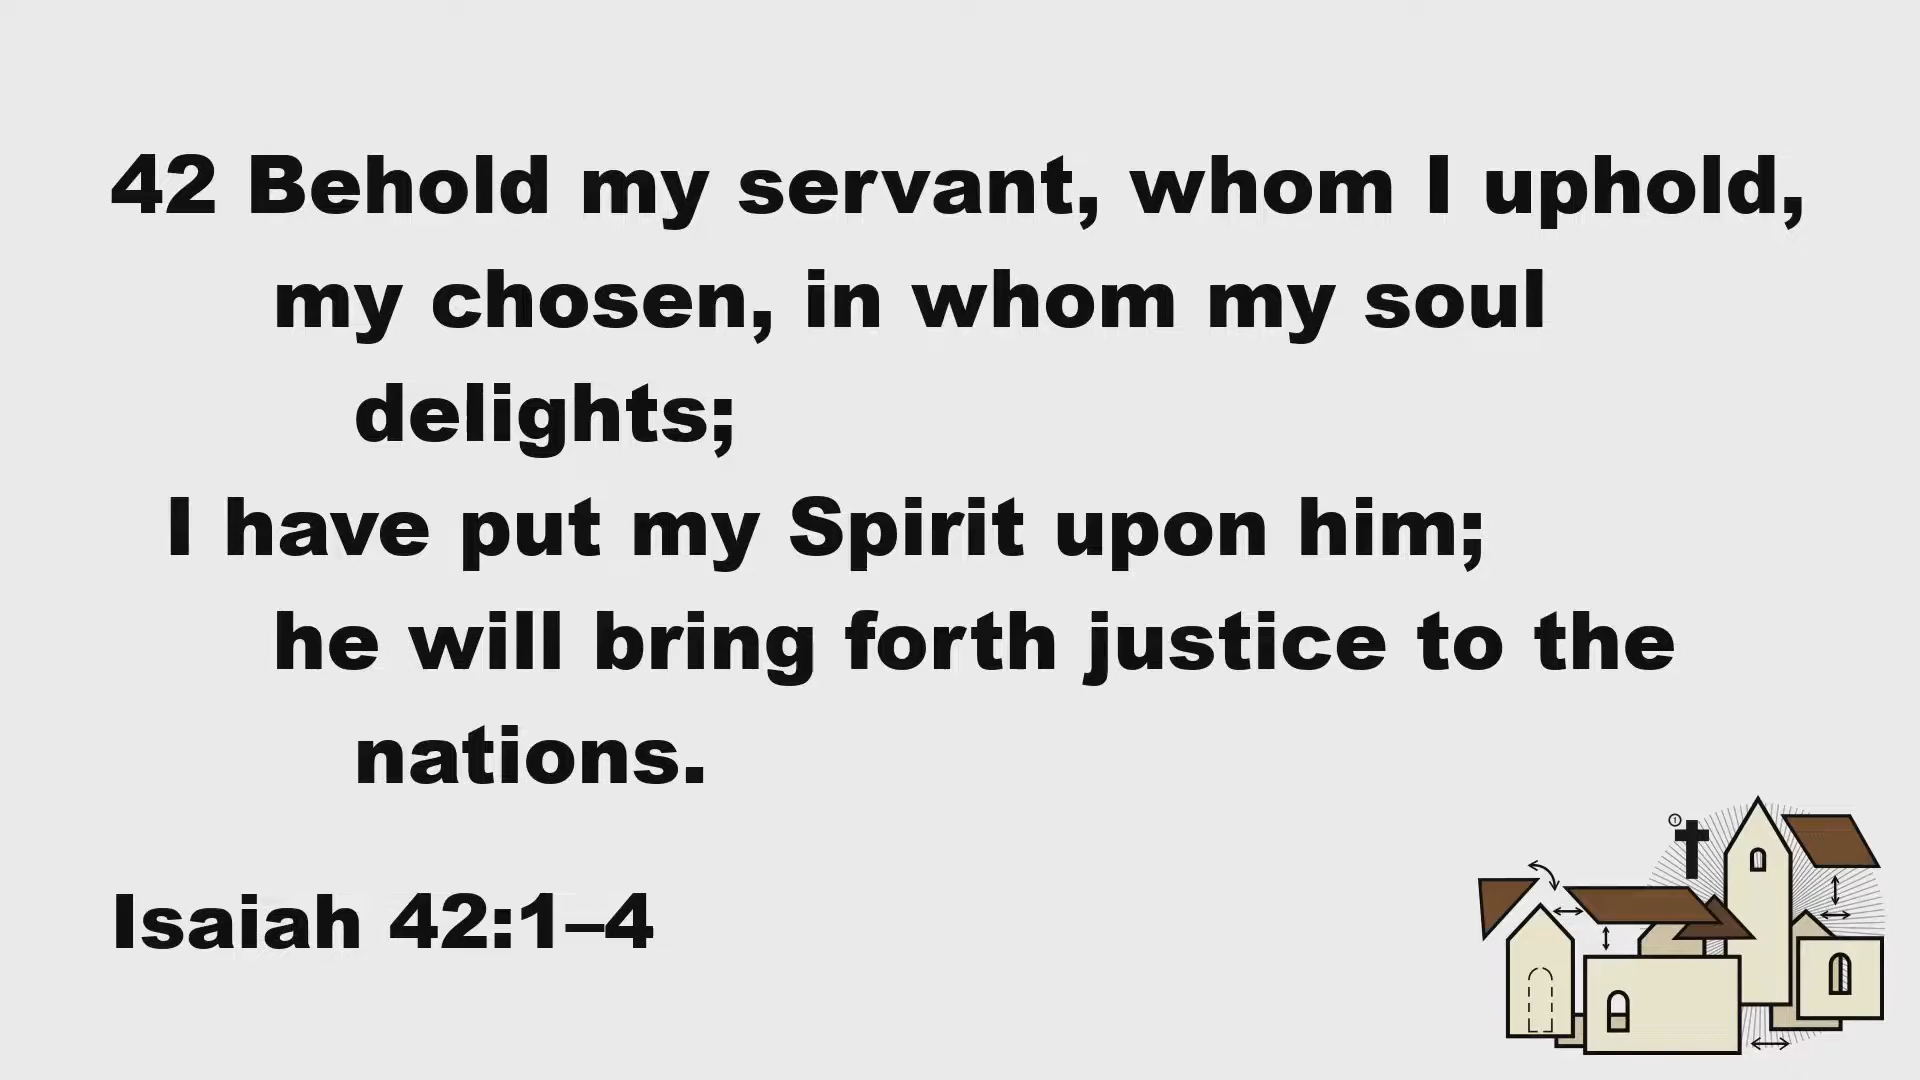 42 Behold my servant, whom I uphold,
my chosen, in whom my soul
delights;
I have put my Spirit upon him;
he will bring forth justice to the
nations.
Isaiah 42:1–4